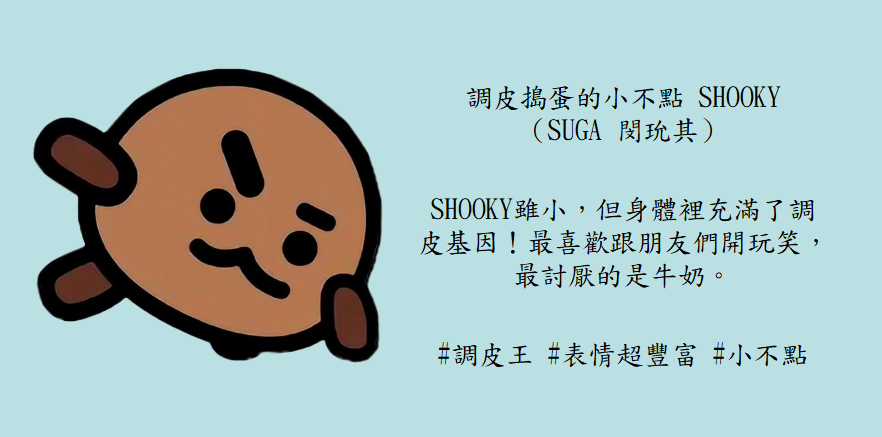 調皮搗蛋的小不點 SHOOKY
（SUGA 閔玧其）
SHOOKY雖小，但身體裡充滿了調
皮基因！最喜歡跟朋友們開玩笑，
最討厭的是牛奶。
#調皮王 #表情超豐富 #小不點